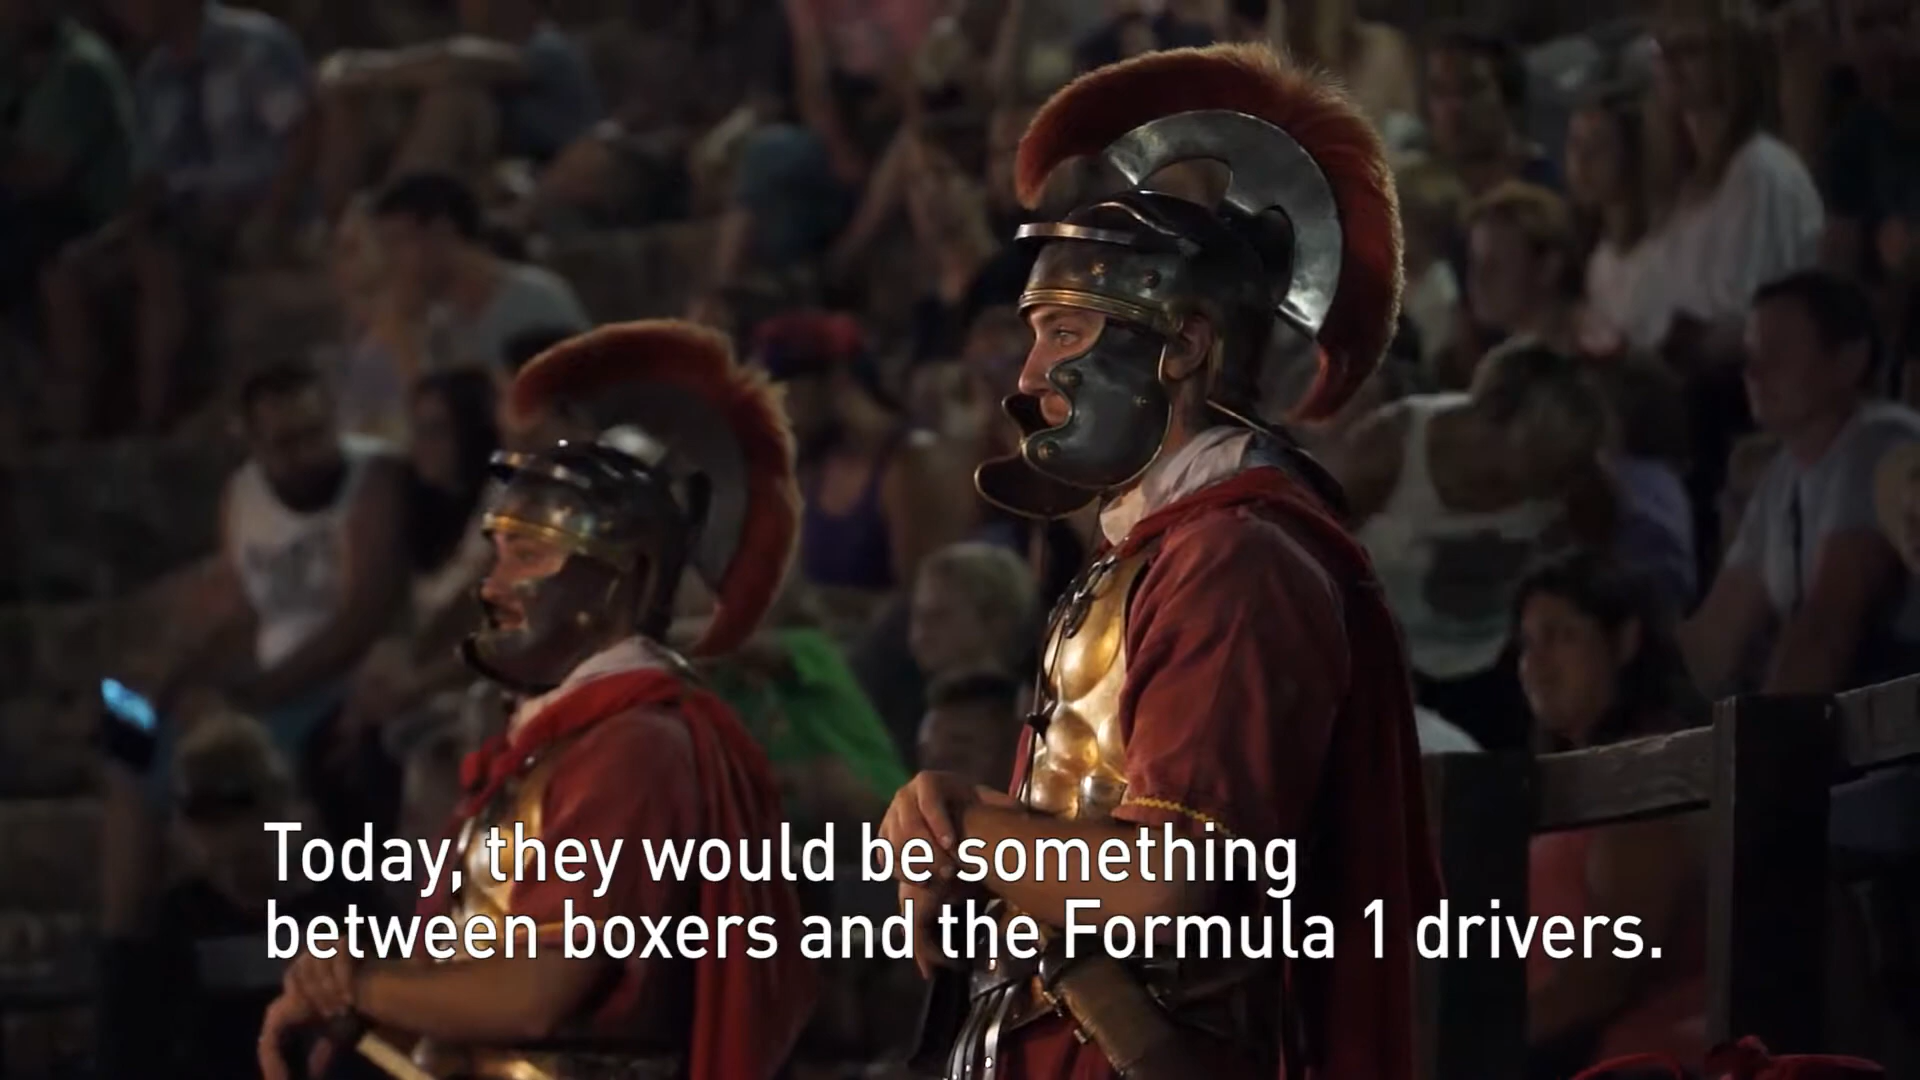 Today, they would be something
between boxers and the Formula 1 drivers.